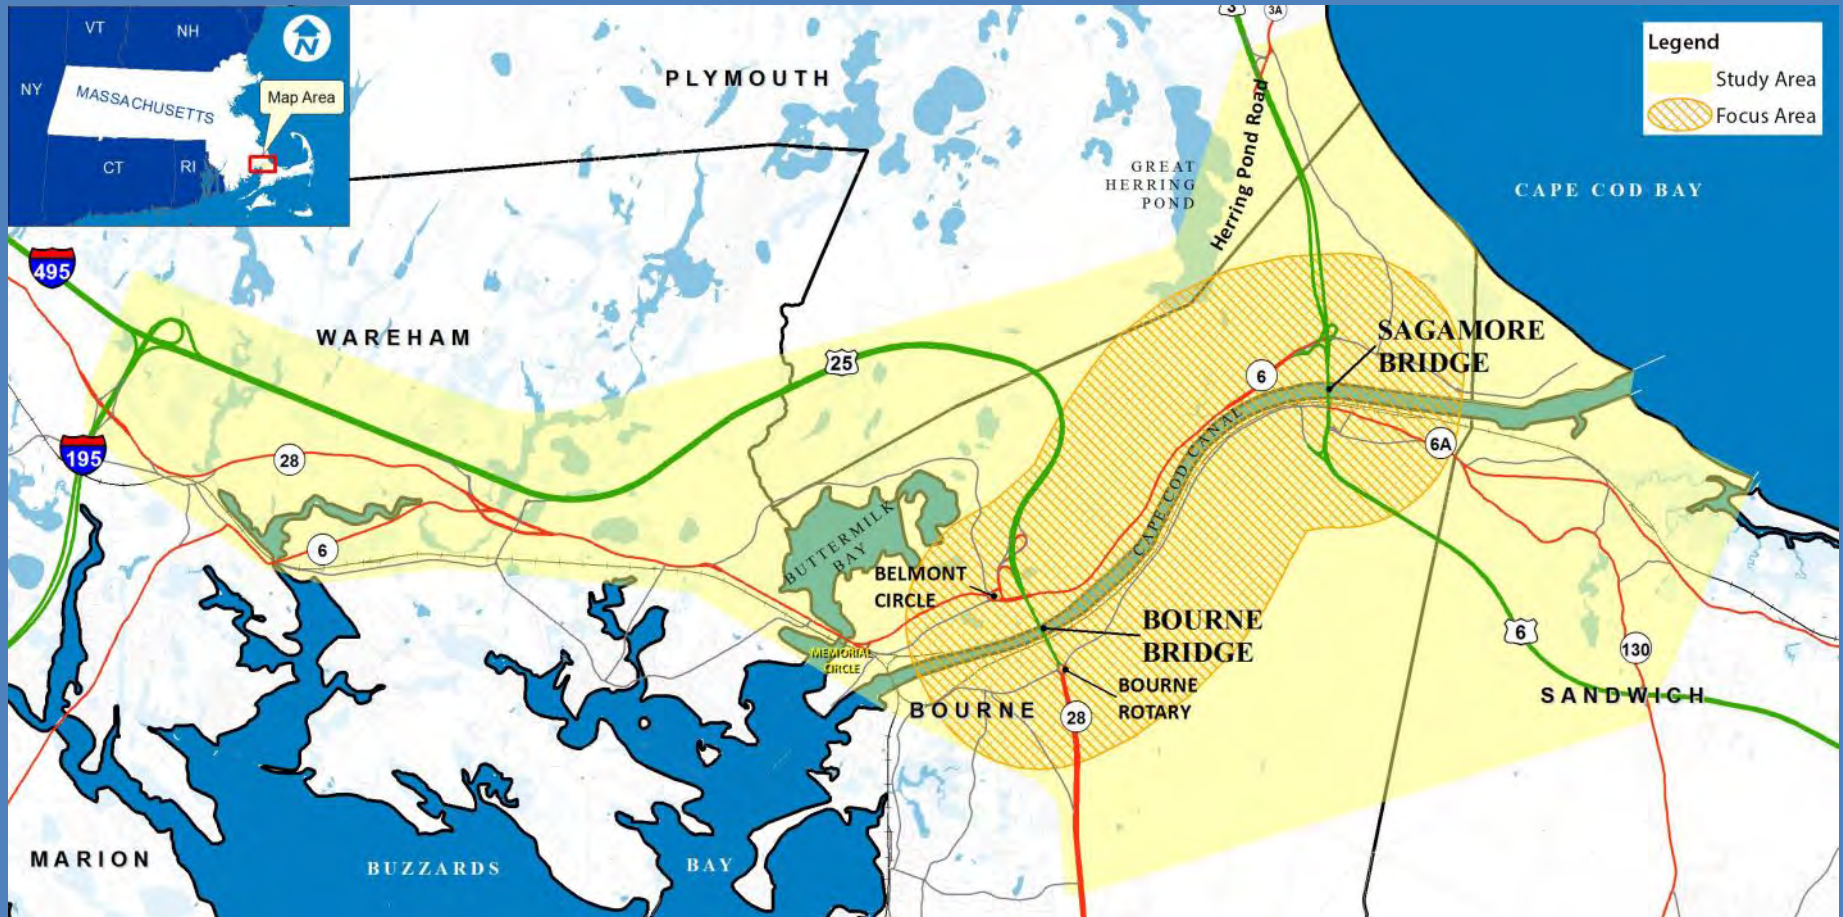 VT
NH
NY
MASSACHUSETTS
Map Area
CT
RI
N
3
3A
Legend
Study Area
Focus Area
PLYMOUTH
Herring Pond Road
GREAT
HERRING
POND
CAPE COD BAY
495
WAREHAM
25
SAGAMORE
BRIDGE
6
195
28
6A
CAPE COD CANAL
6
BUTTERMILK
BAY
BELMONT
CIRCLE
BOURNE
BRIDGE
6
130
MEMORIAL
CIRCLE
BOURNE
ROTARY
BOURNE
28
SANDWICH
MARION
BUZZARDS
BAY